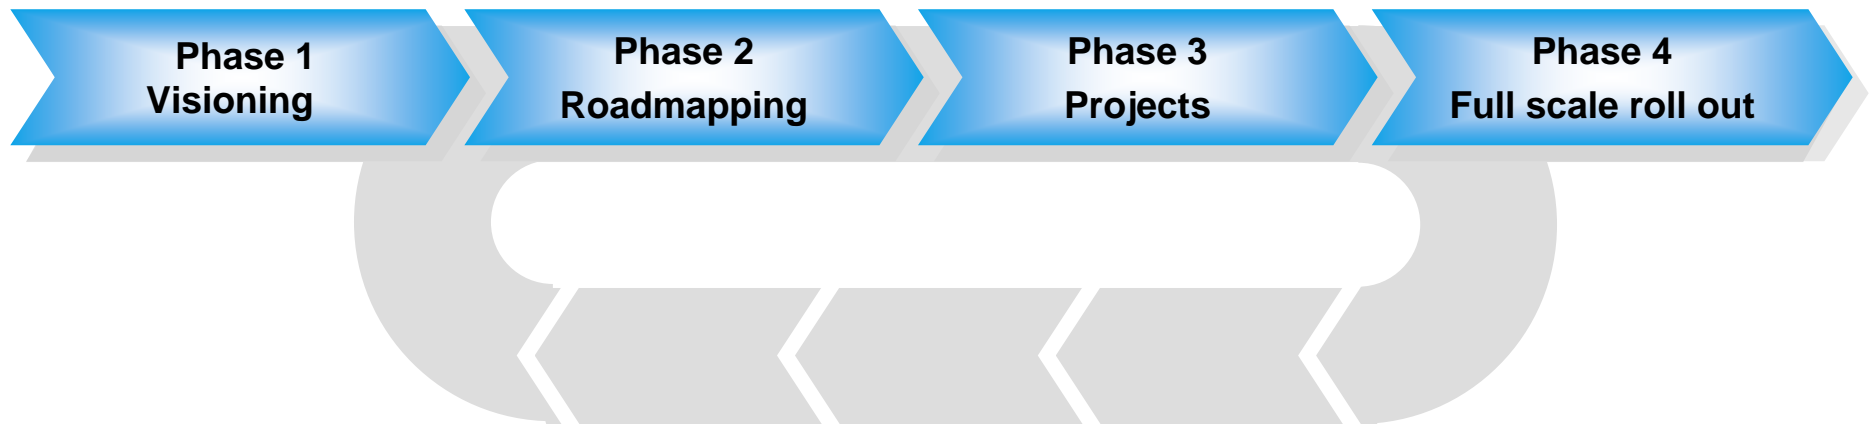 Phase 1
Visioning
Phase 2
Roadmapping
Phase 3
Projects
Phase 4
Full scale roll out